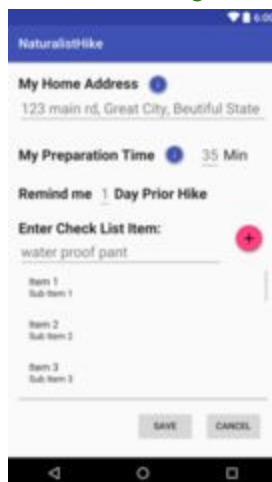 6:00
NaturalistHike
My Home Address
123 main rd, Great City, Beutiful State
My Preparation Time 35 Min
Remind me 1 Day Prior Hike
Enter Check List Item:
water proof pant
Item 1
Sub Item 1
Item 2
Sub Item 2
Item 3
Sub Item 3
SAVE CANCEL